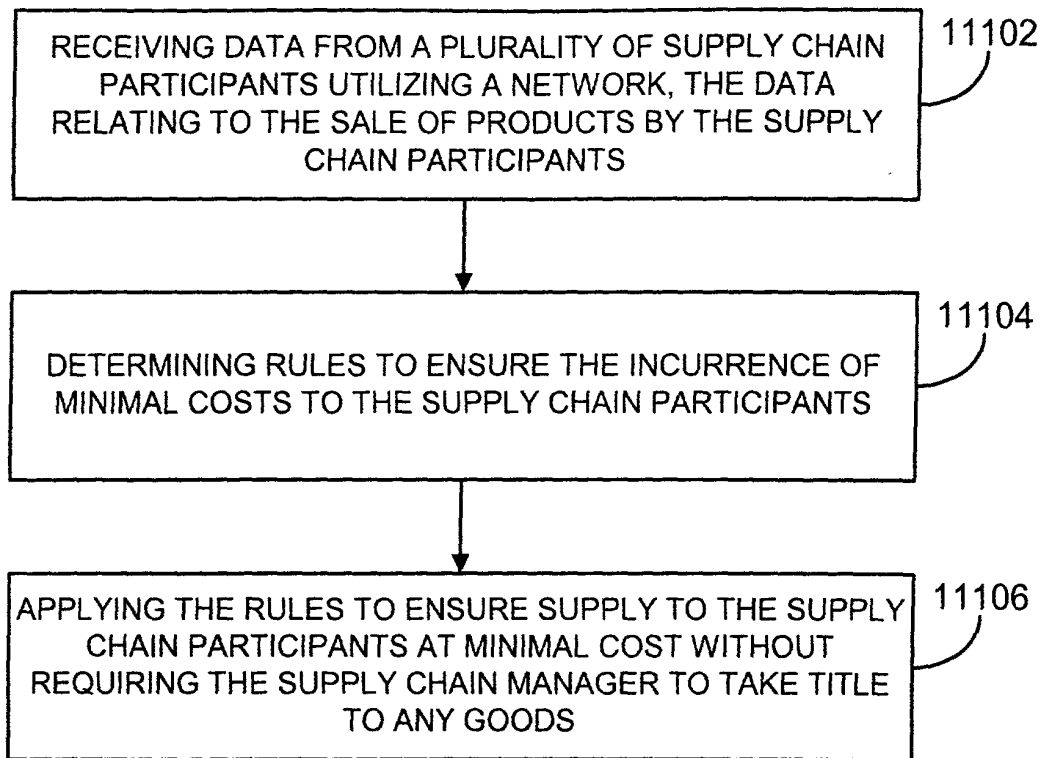 RECEIVING DATA FROM A PLURALITY OF SUPPLY CHAIN
PARTICIPANTS UTILIZING A NETWORK, THE DATA
RELATING TO THE SALE OF PRODUCTS BY THE SUPPLY
CHAIN PARTICIPANTS
11102
DETERMINING RULES TO ENSURE THE INCURRENCE OF
MINIMAL COSTS TO THE SUPPLY CHAIN PARTICIPANTS
11104
APPLYING THE RULES TO ENSURE SUPPLY TO THE SUPPLY
CHAIN PARTICIPANTS AT MINIMAL COST WITHOUT
REQUIRING THE SUPPLY CHAIN MANAGER TO TAKE TITLE
TO ANY GOODS
11106